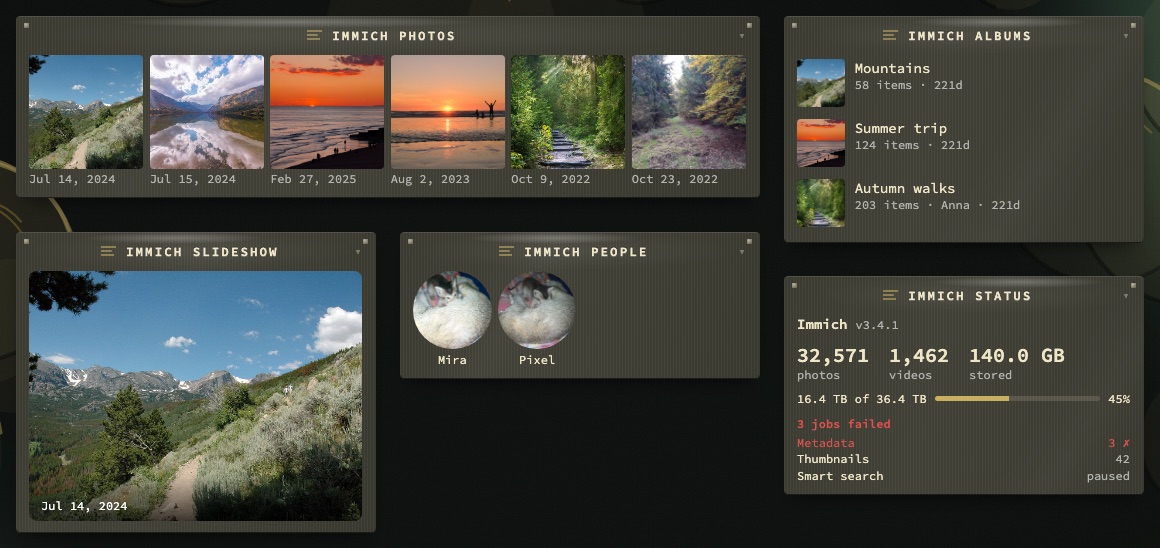 IMMICH PHOTOS
Jul 14, 2024
Jul 15, 2024
Feb 27, 2025
Aug 2, 2023
Oct 9, 2022
Oct 23, 2022
IMMICH ALBUMS
Mountains
58 items · 221d
Summer trip
124 items · 221d
Autumn walks
203 items · Anna · 221d
IMMICH SLIDESHOW
Jul 14, 2024
IMMICH PEOPLE
Mira
Pixel
IMMICH STATUS
Immich v3.4.1
32,571 1,462 140.0 GB
photos videos stored
16.4 TB of 36.4 TB 45%
3 jobs failed
Metadata 3 ✗
Thumbnails 42
Smart search paused